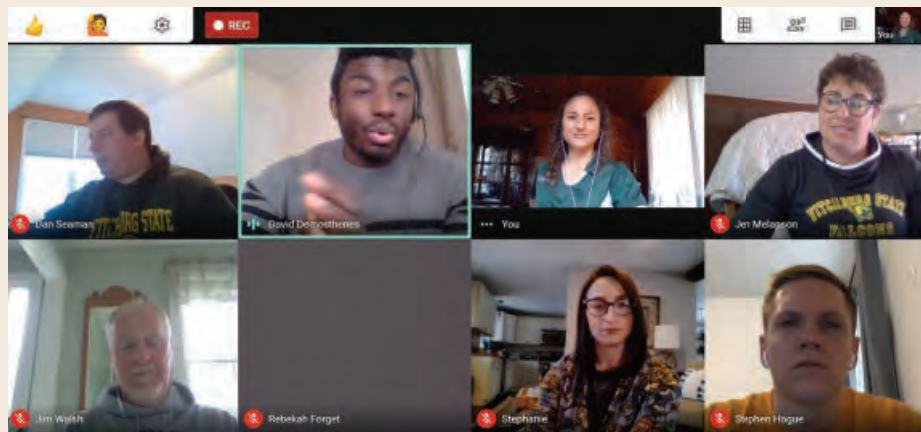 REC
You
FITCHBURG STATE
Dan Seaman
David Demosthenes
You
FITCHBURG STATE
FALCONS
Jen Melanson
Jim Walsh
Rebekah Forget
Stephanie
Stephen Hogue